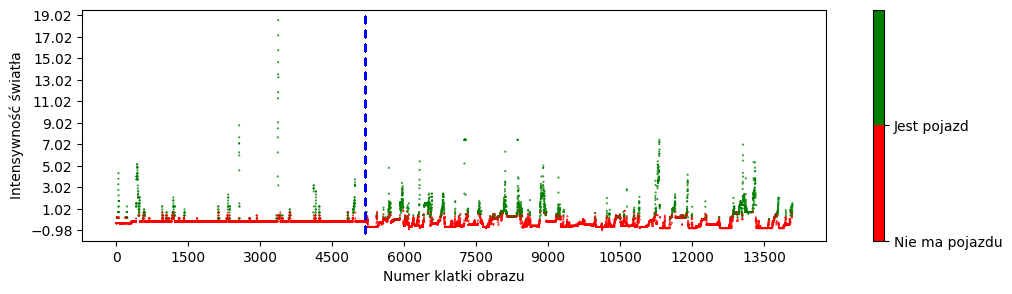 Intensywność światła
19.02
17.02
15.02
13.02
11.02
9.02
7.02
5.02
3.02
1.02
−0.98
0 1500 3000 4500 6000 7500 9000 10500 12000 13500
Numer klatki obrazu
Jest pojazd
Nie ma pojazdu